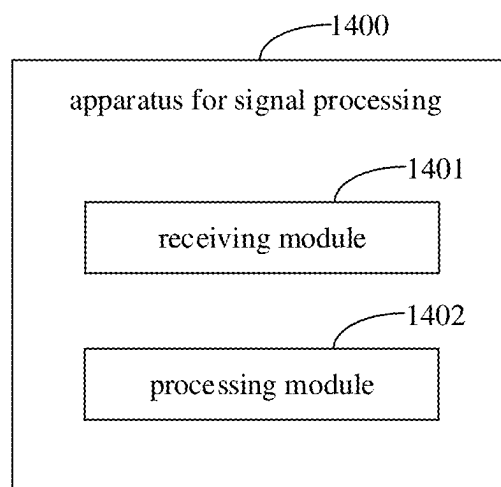 1400
apparatus for signal processing
1401
receiving module
1402
processing module